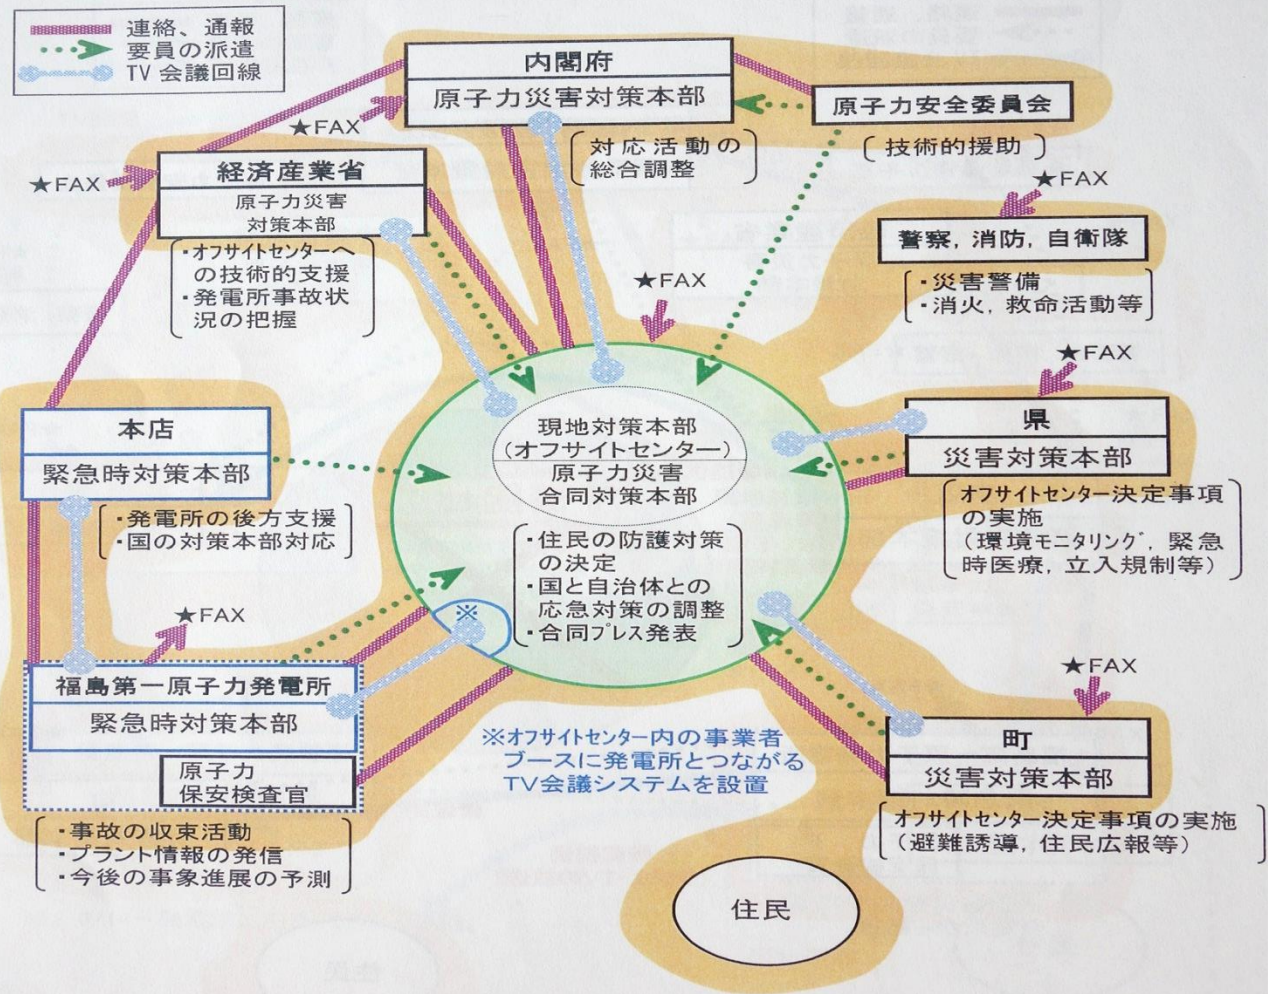 連絡、通報
要員の派遣
TV会議回線
内閣府
原子力災害対策本部
対応活動の
総合調整
原子力安全委員会
技術的援助
★FAX
★FAX
経済産業省
原子力災害
対策本部
・オフサイトセンターへ
の技術的支援
・発電所事故状
況の把握
★FAX
警察，消防，自衛隊
・災害警備
・消火，救命活動等
★FAX
★FAX
県
災害対策本部
オフサイトセンター決定事項
の実施
（環境モニタリング，緊急
時医療，立入規制等）
本店
緊急時対策本部
・発電所の後方支援
・国の対策本部対応
現地対策本部
(オフサイトセンター)
原子力災害
合同対策本部
・住民の防護対策
の決定
・国と自治体との
応急対策の調整
・合同プレス発表
※
★FAX
福島第一原子力発電所
緊急時対策本部
原子力
保安検査官
・事故の収束活動
・プラント情報の発信
・今後の事象進展の予測
※オフサイトセンター内の事業者
ブースに発電所とつながる
TV会議システムを設置
★FAX
町
災害対策本部
オフサイトセンター決定事項の実施
（避難誘導，住民広報等）
住民